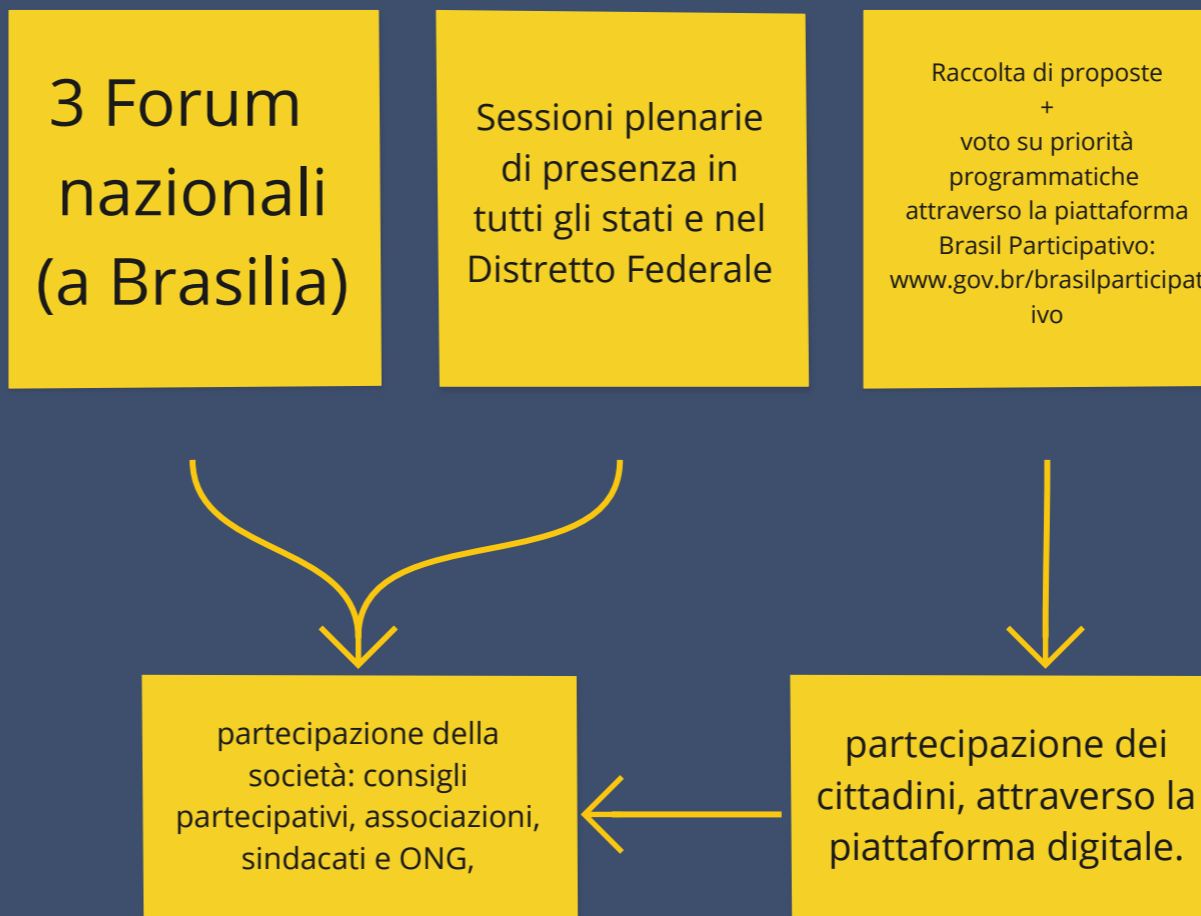 3 Forum
nazionali
(a Brasilia)
Sessioni plenarie
di presenza in
tutti gli stati e nel
Distretto Federale
Raccolta di proposte
+
voto su priorità
programmatiche
attraverso la piattaforma
Brasil Participativo:
www.gov.br/brasilparticipat
ivo
partecipazione della
società: consigli
partecipativi, associazioni,
sindacati e ONG,
partecipazione dei
cittadini, attraverso la
piattaforma digitale.